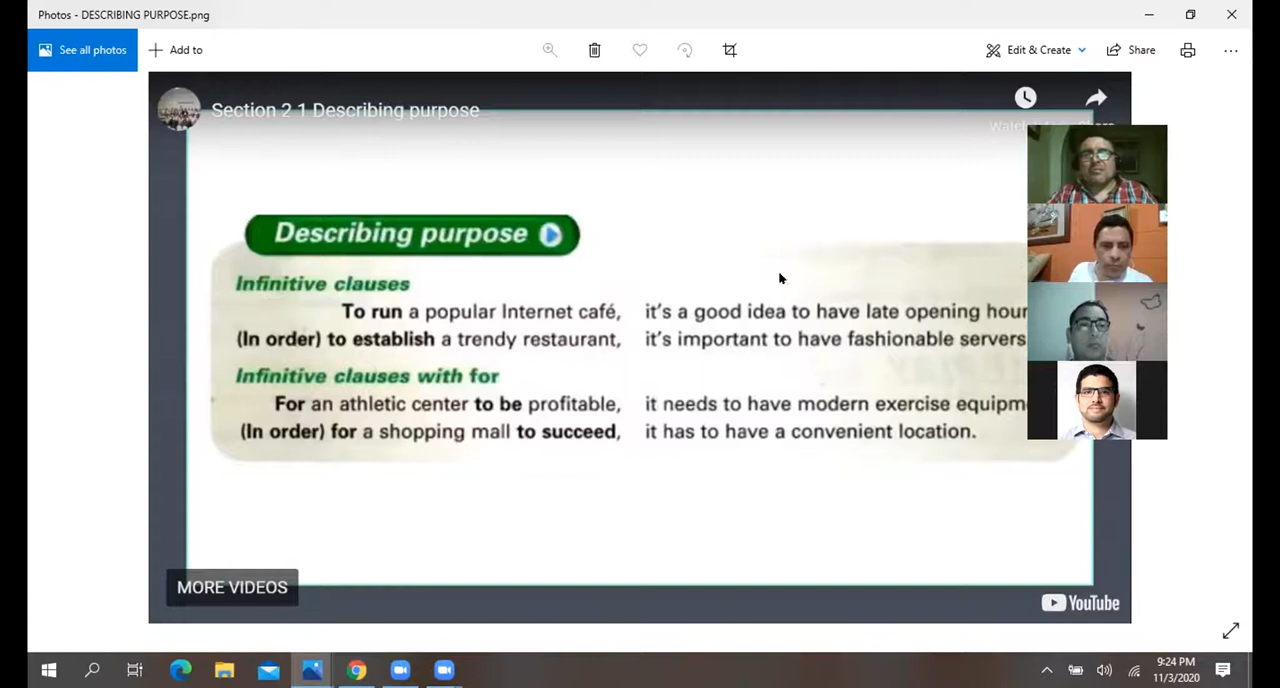 Photos - DESCRIBING PURPOSE.png
See all photos
Add to
Edit & Create
Share
Section 2 1 Describing purpose
Describing purpose
Infinitive clauses
To run a popular Internet café, it's a good idea to have late opening hour
(In order) to establish a trendy restaurant, it's important to have fashionable servers
Infinitive clauses with for
For an athletic center to be profitable, it needs to have modern exercise equipm
(In order) for a shopping mall to succeed, it has to have a convenient location.
MORE VIDEOS
YouTube
9:24 PM
11/3/2020